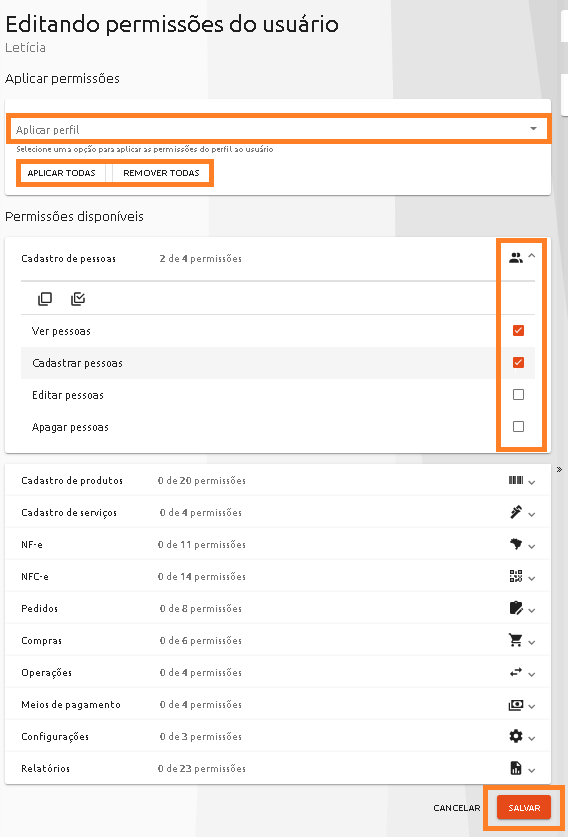 Editando permissões do usuário
Letícia
Aplicar permissões
Aplicar perfil
Selecione uma opção para aplicar as permissões do perfil ao usuário
APLICAR TODAS REMOVER TODAS
Permissões disponíveis
Cadastro de pessoas 2 de 4 permissões
Ver pessoas
Cadastrar pessoas
Editar pessoas
Apagar pessoas
»
Cadastro de produtos 0 de 20 permissões
Cadastro de serviços 0 de 4 permissões
NF-e 0 de 11 permissões
NFC-e 0 de 14 permissões
Pedidos 0 de 8 permissões
Compras 0 de 6 permissões
Operações 0 de 4 permissões
Meios de pagamento 0 de 4 permissões
Configurações 0 de 3 permissões
Relatórios 0 de 23 permissões
CANCELAR SALVAR